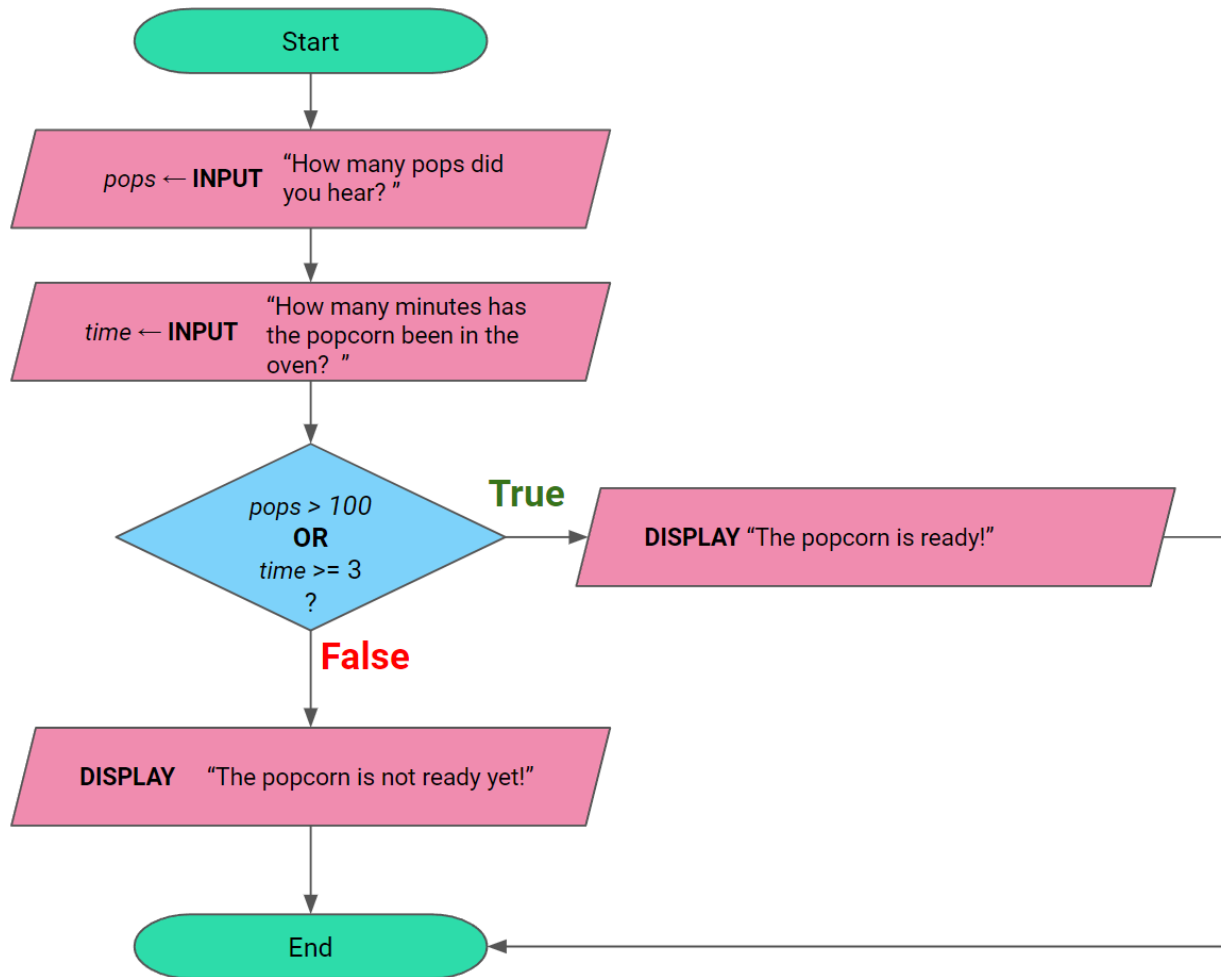 Start
pops ← INPUT “How many pops did
you hear? ”
time ← INPUT “How many minutes has
the popcorn been in the
oven?  ”
pops > 100
OR
time >= 3
?
True
DISPLAY “The popcorn is ready!”
False
DISPLAY “The popcorn is not ready yet!”
End